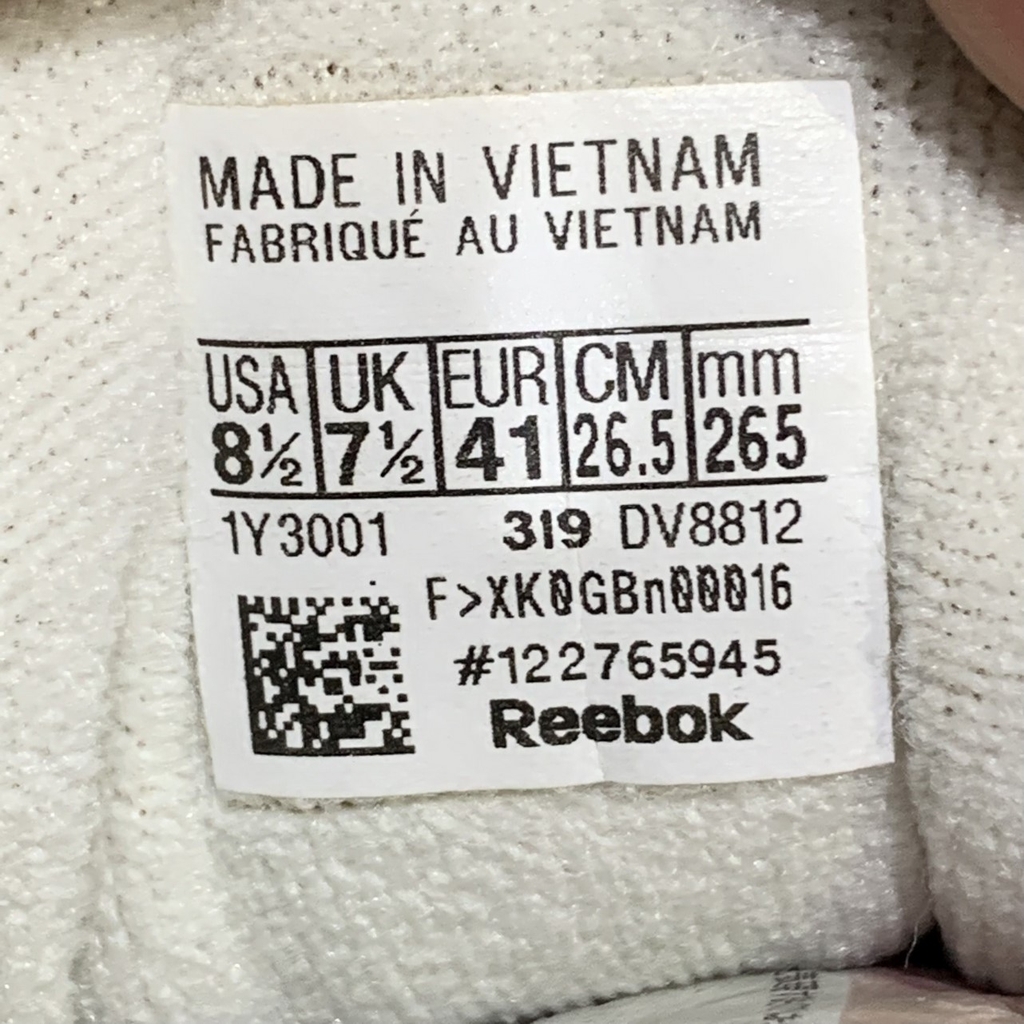 MADE IN VIETNAM
FABRIQUÉ AU VIETNAM
USA UK EUR CM mm
8½ 7½ 41 26.5 265
1Y3001 319 DV8812
F>XK0GBn00016
#122765945
Reebok